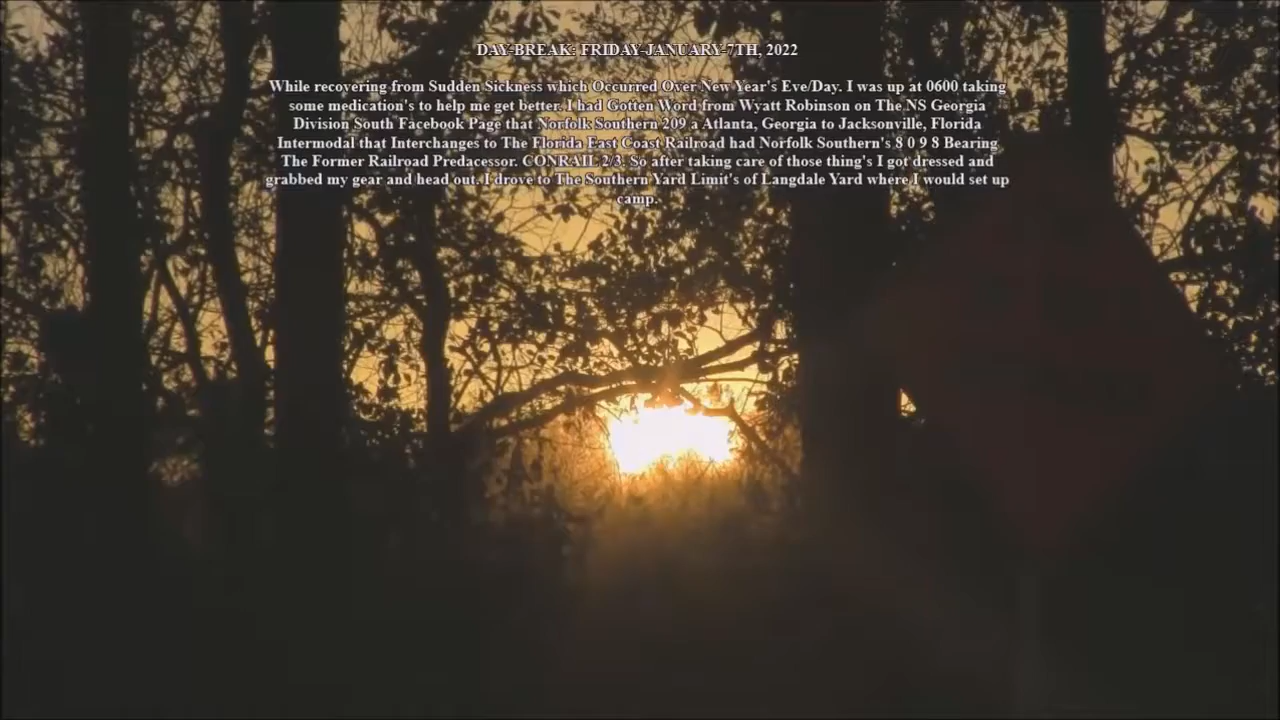 DAY-BREAK: FRIDAY-JANUARY-7TH, 2022
While recovering from Sudden Sickness which Occurred Over New Year's Eve/Day. I was up at 0600 taking
some medication's to help me get better. I had Gotten Word from Wyatt Robinson on The NS Georgia
Division South Facebook Page that Norfolk Southern 209 a Atlanta, Georgia to Jacksonville, Florida
Intermodal that Interchanges to The Florida East Coast Railroad had Norfolk Southern's 8 0 9 8 Bearing
The Former Railroad Predacessor. CONRAIL 2/3. So after taking care of those thing's I got dressed and
grabbed my gear and head out. I drove to The Southern Yard Limit's of Langdale Yard where I would set up
camp.